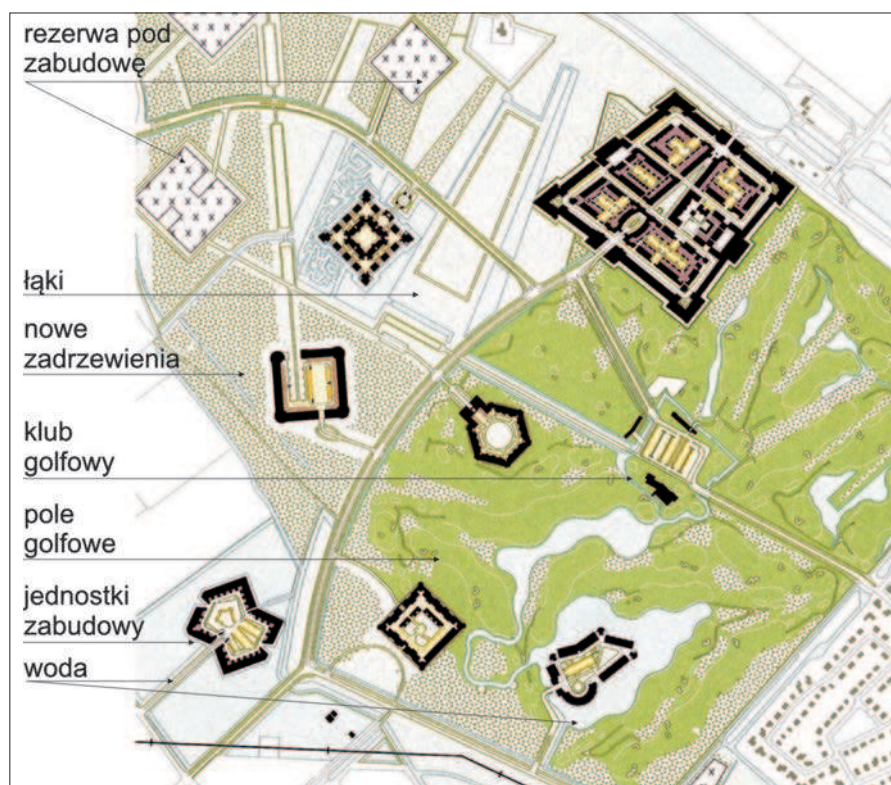 rezerwa pod
zabudowę
łąki
nowe
zadrzewienia
klub
golfowy
pole
golfowe
jednostki
zabudowy
woda